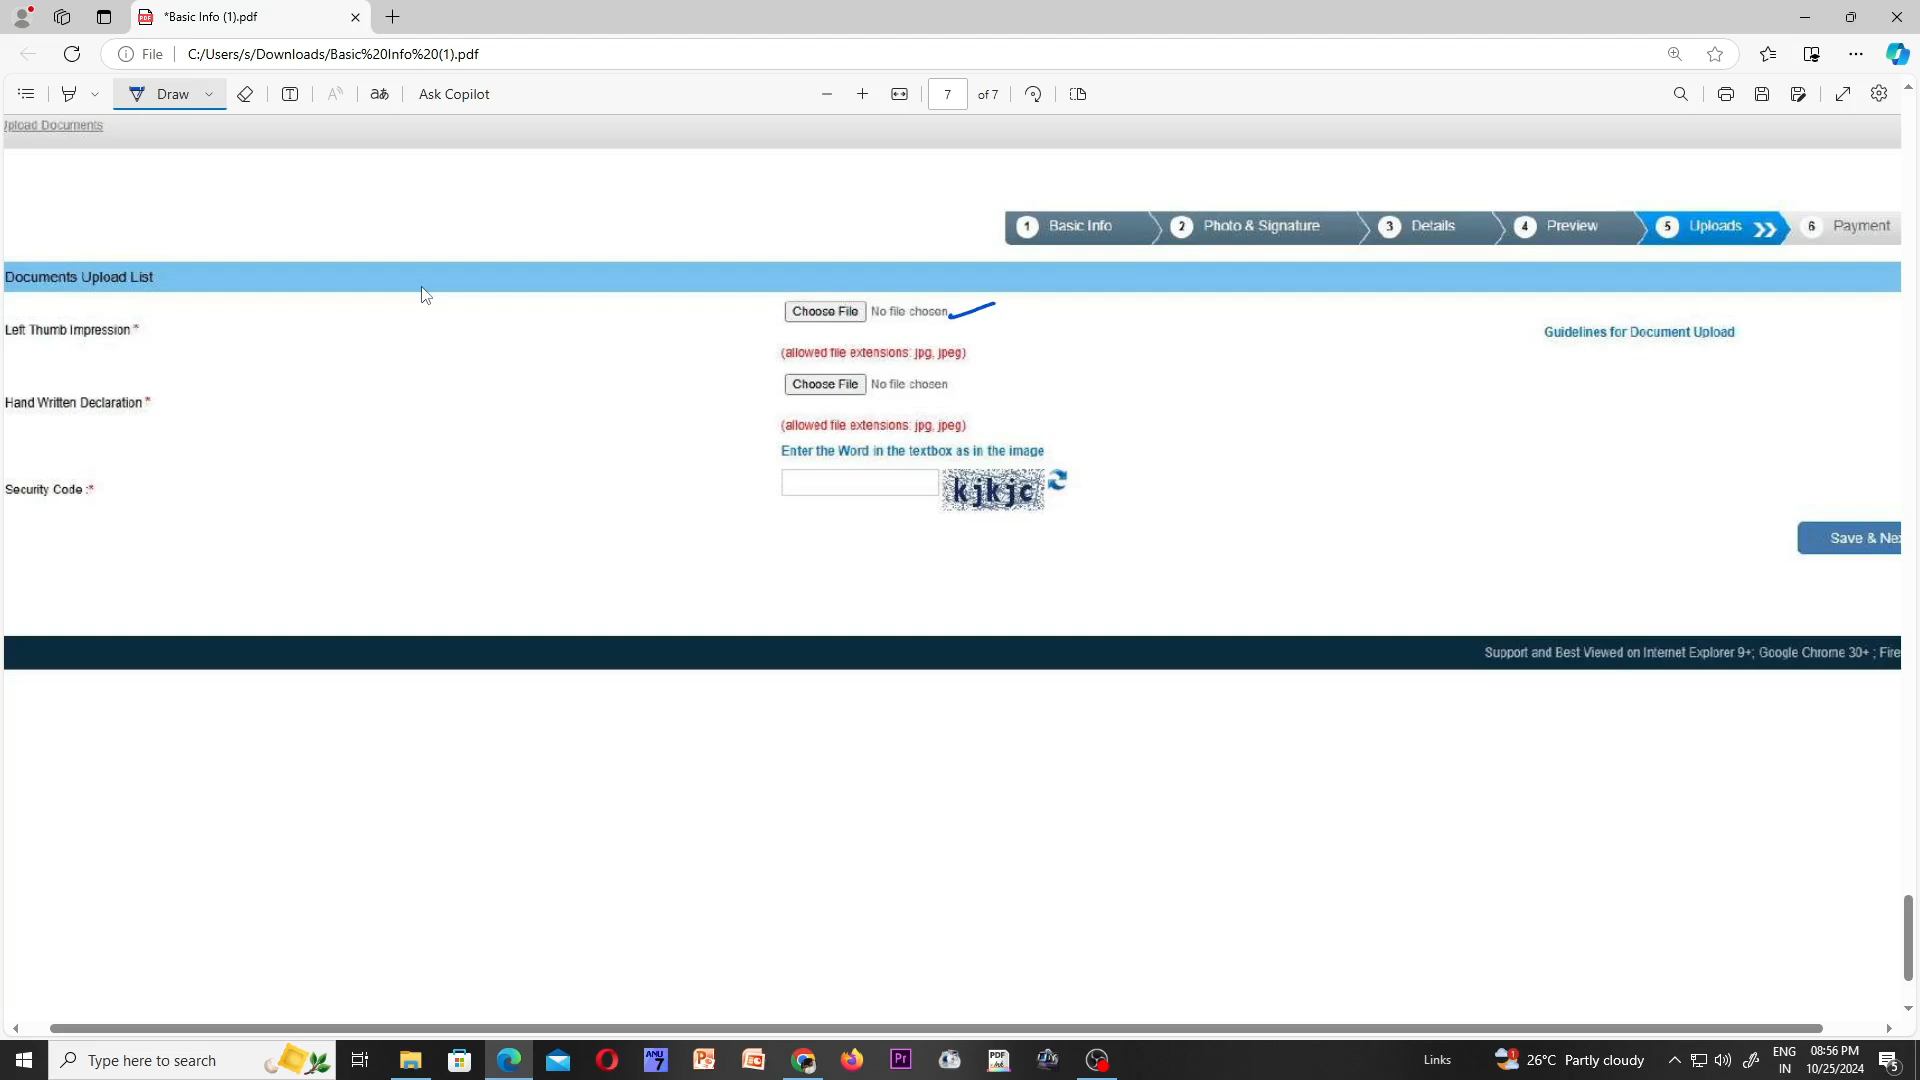 *Basic Info (1).pdf
File
C:/Users/s/Downloads/Basic%20Info%20(1).pdf
Draw
aあ
Ask Copilot
7
of 7
Upload Documents
1 Basic Info
2 Photo & Signature
3 Details
4 Preview
5 Uploads
6 Payment
Documents Upload List
Left Thumb Impression *
Choose File No file chosen
(allowed file extensions: jpg, jpeg)
Guidelines for Document Upload
Hand Written Declaration *
Choose File No file chosen
(allowed file extensions: jpg, jpeg)
Enter the Word in the textbox as in the image
Security Code :*
kjkjc
Save & Nex
Support and Best Viewed on Internet Explorer 9+; Google Chrome 30+ ; Fire
Type here to search
Links
26°C Partly cloudy
ENG
IN
08:56 PM
10/25/2024
5